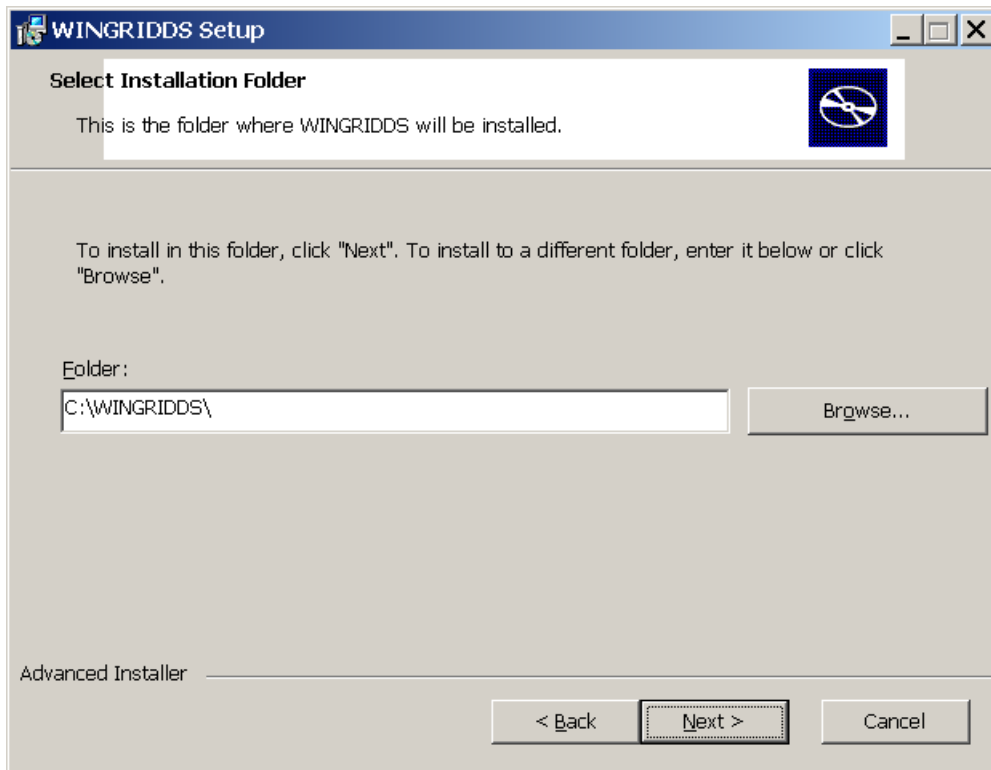 WINGRIDDS Setup
Select Installation Folder
This is the folder where WINGRIDDS will be installed.
To install in this folder, click "Next". To install to a different folder, enter it below or click
"Browse".
Folder:
C:\WINGRIDDS\
Browse...
Advanced Installer
< Back
Next >
Cancel